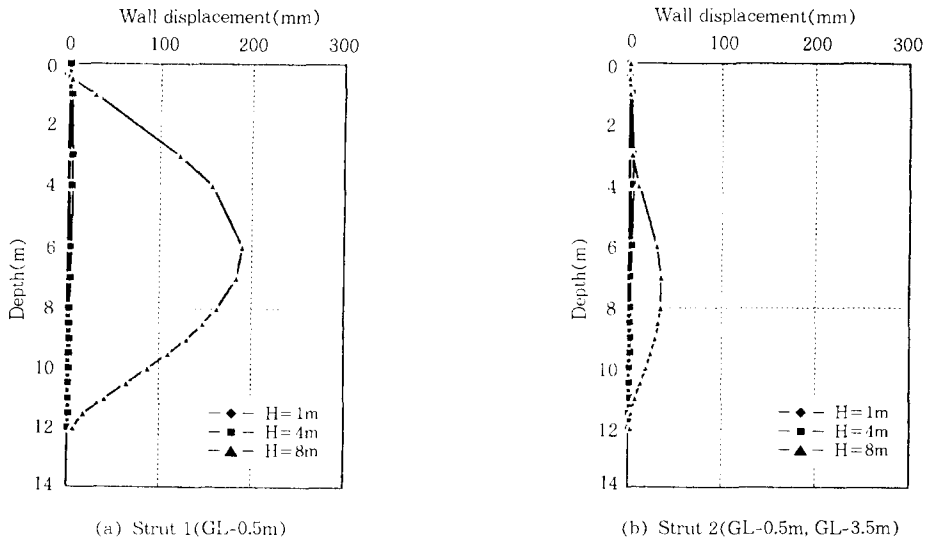 Wall displacement(mm)
0 100 200 300
0
2
4
6
8
10
12
14
Depth(m)
H=1m
H=4m
H=8m
(a) Strut 1(GL-0.5m)
Wall displacement(mm)
0 100 200 300
0
2
4
6
8
10
12
14
Depth(m)
H=1m
H=4m
H=8m
(b) Strut 2(GL-0.5m, GL-3.5m)